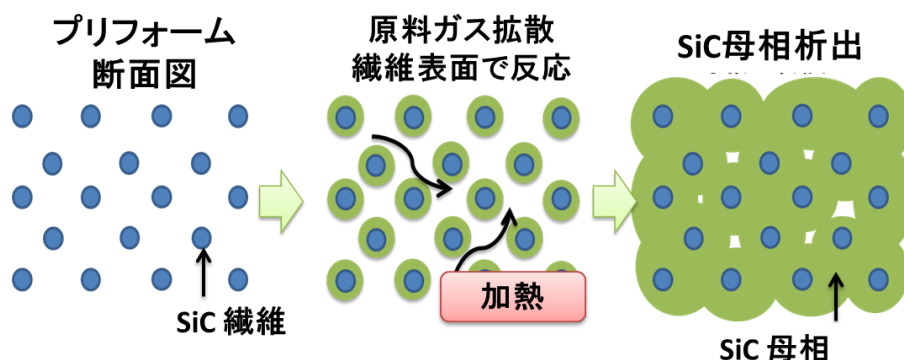 プリフォーム
断面図
原料ガス拡散
繊維表面で反応
SiC母相析出
加熱
SiC 繊維
SiC 母相